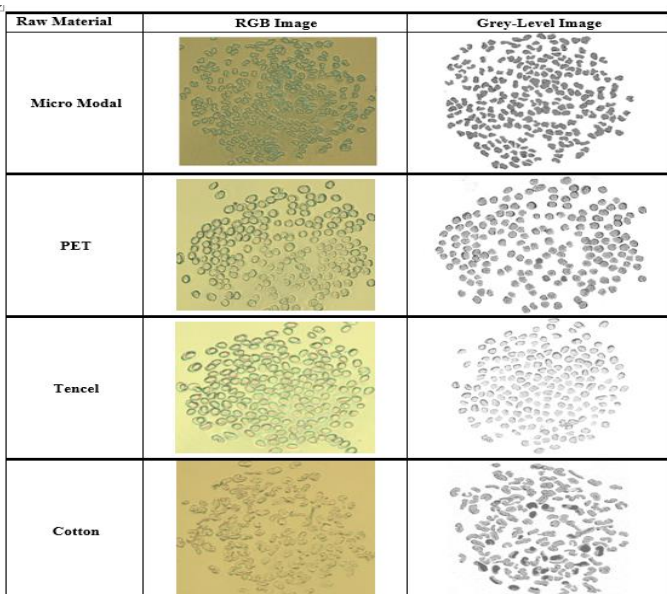 Raw Material RGB Image Grey-Level Image
Micro Modal
PET
Tencel
Cotton